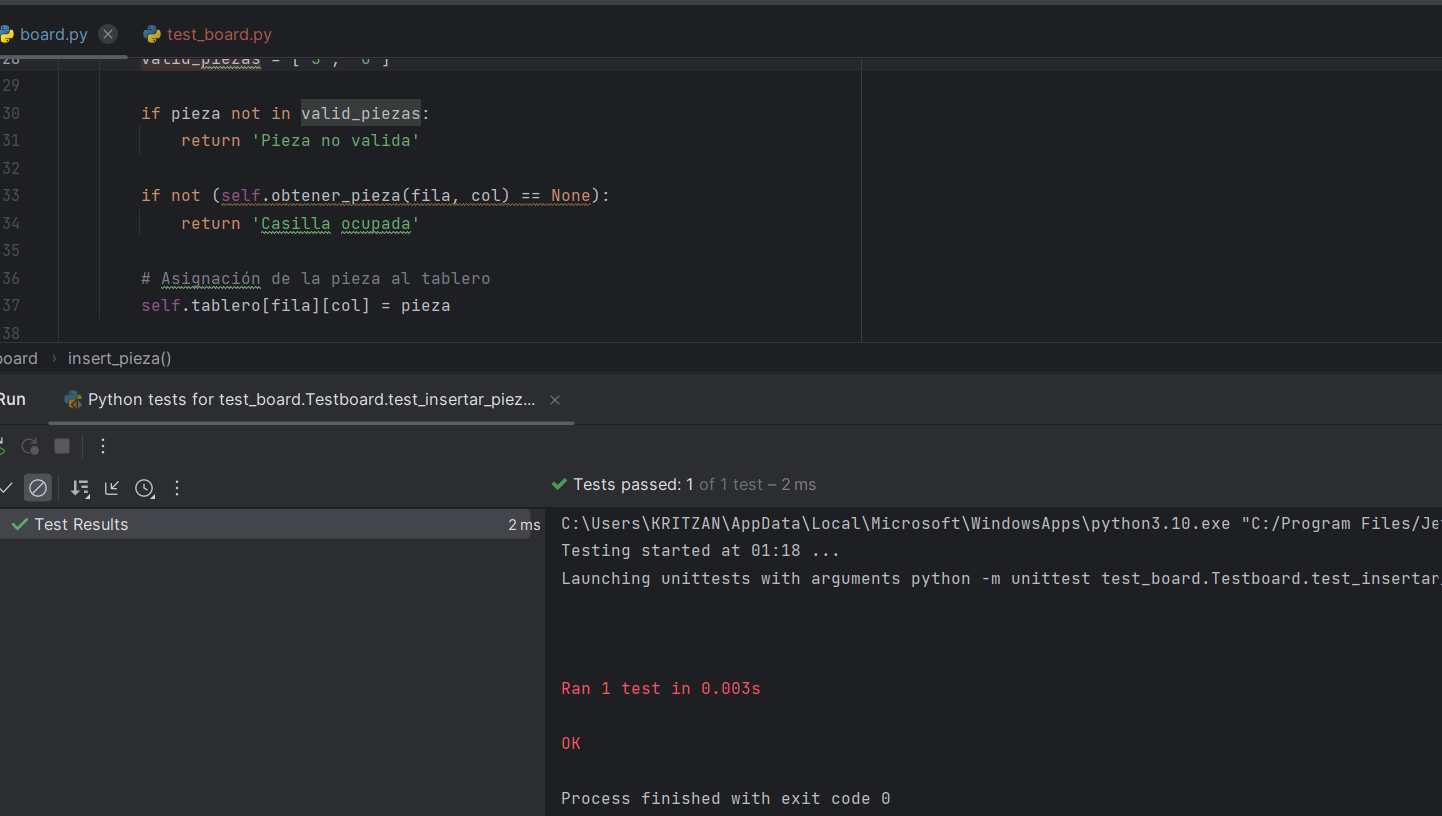 board.py
test_board.py
28 valid_piezas = [
29
30 if pieza not in valid_piezas:
31 return 'Pieza no valida'
32
33 if not (self.obtener_pieza(fila, col) == None):
34 return 'Casilla ocupada'
35
36 # Asignación de la pieza al tablero
37 self.tablero[fila][col] = pieza
38
board › insert_pieza()
Run Python tests for test_board.Testboard.test_insertar_piez...
Tests passed: 1 of 1 test – 2 ms
Test Results 2 ms
C:\Users\KRITZAN\AppData\Local\Microsoft\WindowsApps\python3.10.exe "C:/Program Files/Je
Testing started at 01:18 ...
Launching unittests with arguments python -m unittest test_board.Testboard.test_insertar_
Ran 1 test in 0.003s
OK
Process finished with exit code 0